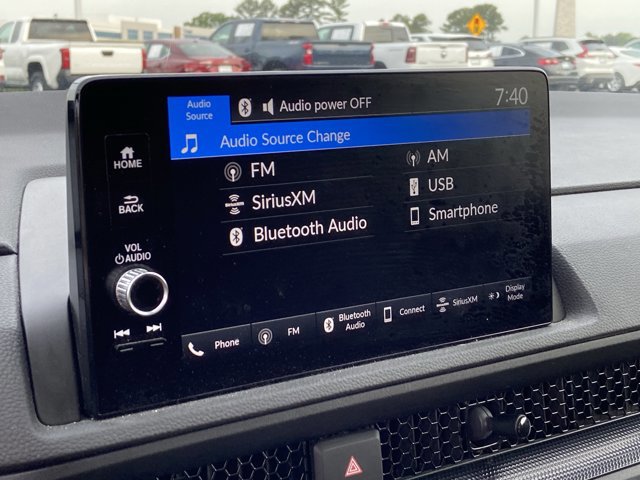 Audio
Source
Audio power OFF
7:40
Audio Source Change
HOME
FM
AM
SiriusXM
USB
BACK
Bluetooth Audio
Smartphone
VOL
AUDIO
Phone
FM
Bluetooth
Audio
Connect
SiriusXM
Display
Mode